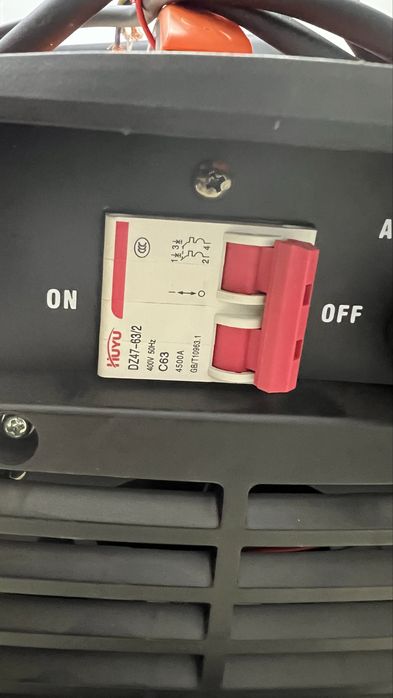 ON
OFF
A
CCC
1 3
2 4
I O
HUYU
DZ47-63/2
400V 50Hz
C63
4500A
GB/T10963.1